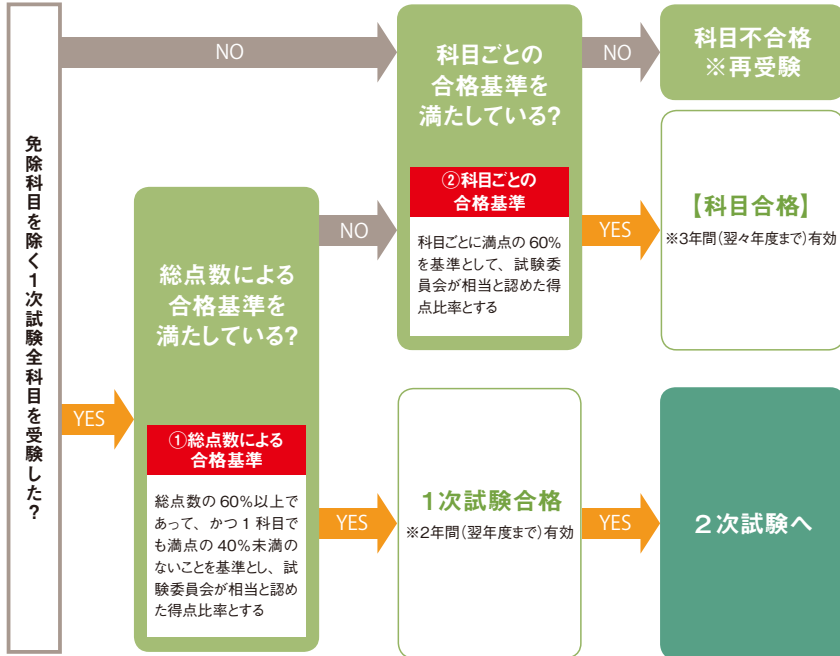 免除科目を除く1次試験全科目を受験した？
NO
科目ごとの
合格基準を
満たしている？
②科目ごとの
合格基準
科目ごとに満点の60%
を基準として、試験委
員会が相当と認めた得
点比率とする
NO
科目不合格
※再受験
YES
【科目合格】
※3年間(翌々年度まで)有効
YES
総点数による
合格基準を
満たしている？
①総点数による
合格基準
総点数の60%以上で
あって、かつ1科目で
も満点の40%未満の
ないことを基準とし、試
験委員会が相当と認め
た得点比率とする
NO
YES
1次試験合格
※2年間(翌年度まで)有効
YES
2次試験へ